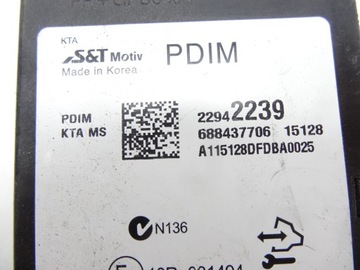 KTA
S&T Motiv PDIM
Made in Korea
PDIM 22942239
KTA MS 688437706 15128
A115128DFDBA0025
N136